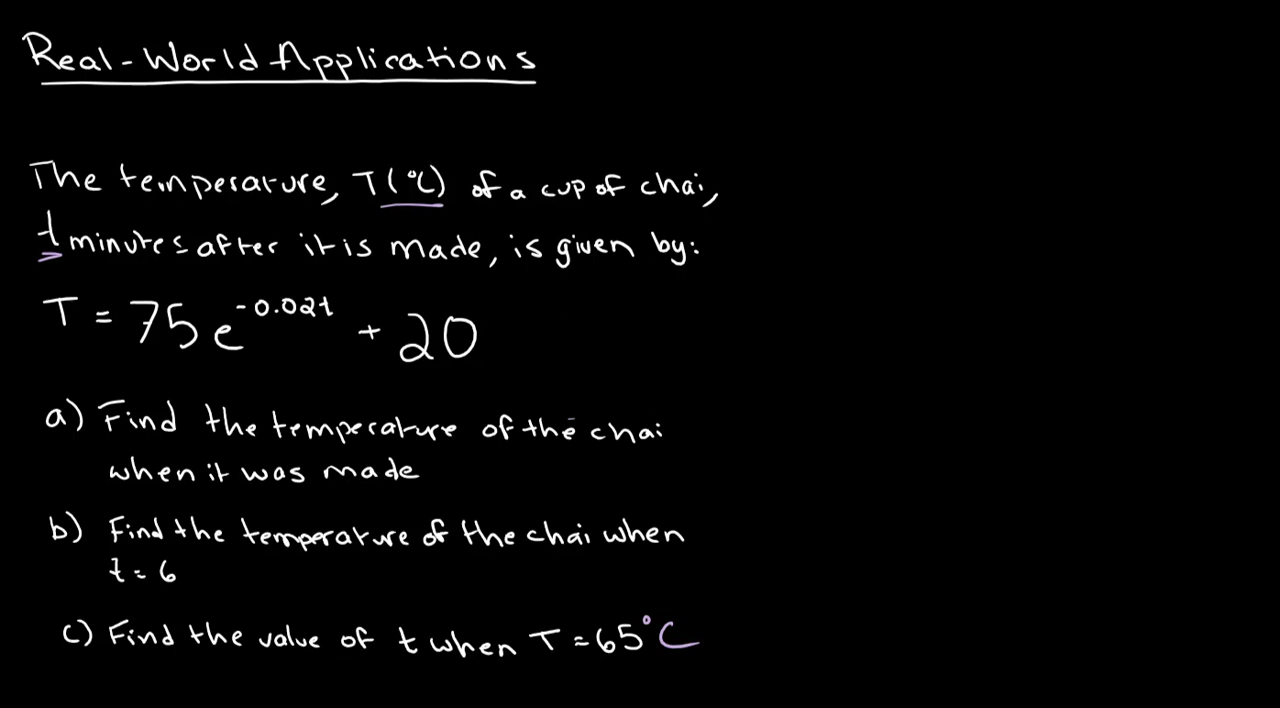 Real-World Applications
The temperature, T(°C) of a cup of chai,
t minutes after it is made, is given by:
T = 75e^-0.02t + 20
a) Find the temperature of the chai
when it was made
b) Find the temperature of the chai when
t = 6
c) Find the value of t when T = 65°C